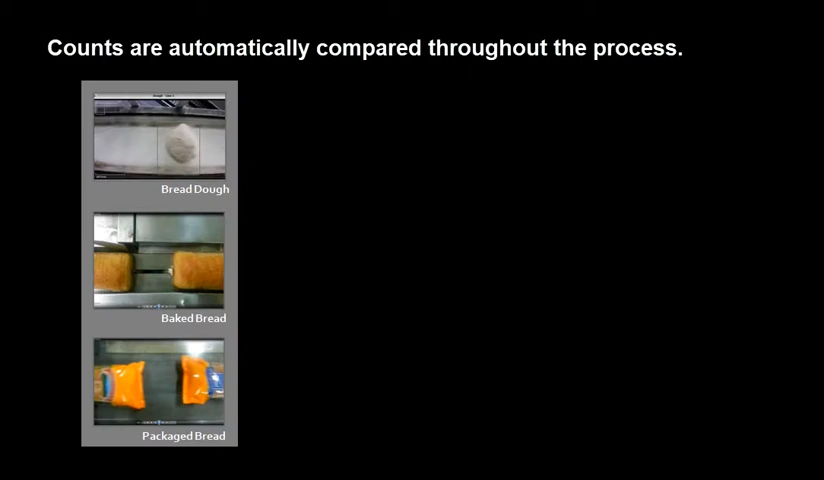 Counts are automatically compared throughout the process.
Bread Dough
Baked Bread
Packaged Bread